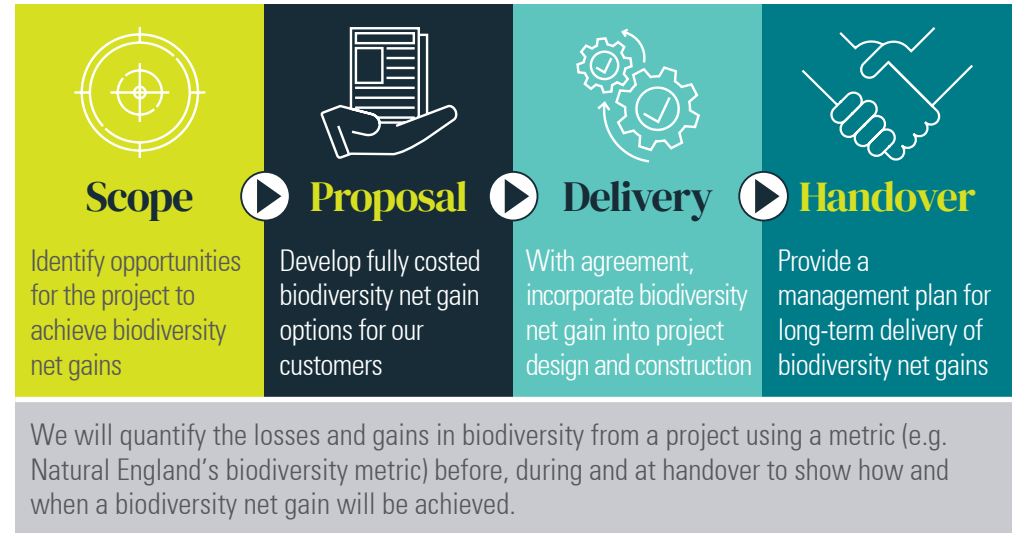 Scope
Identify opportunities
for the project to
achieve biodiversity
net gains
Proposal
Develop fully costed
biodiversity net gain
options for our
customers
Delivery
With agreement,
incorporate biodiversity
net gain into project
design and construction
Handover
Provide a
management plan for
long-term delivery of
biodiversity net gains
We will quantify the losses and gains in biodiversity from a project using a metric (e.g.
Natural England’s biodiversity metric) before, during and at handover to show how and
when a biodiversity net gain will be achieved.